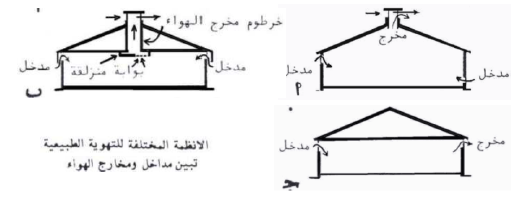 خرطوم مخرج الهواء
مدخل
بوابة منزلقة
مدخل
ب
مخرج
مدخل
مدخل
م
مخرج
مدخل
ج
الانظمة المختلفة للتهوية الطبيعية
تبين مداخل ومخارج الهواء